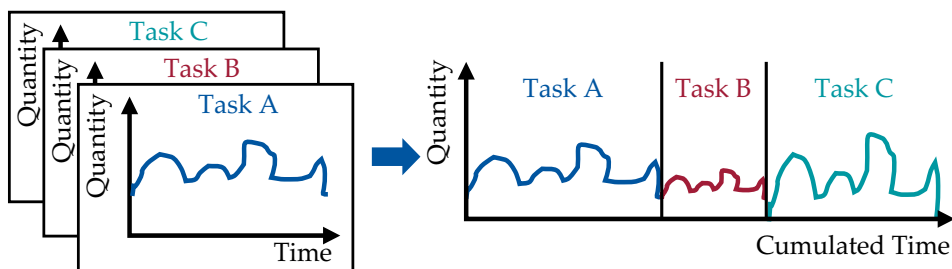 Task C
Quantity
Task B
Quantity
Task A
Quantity
Time
Quantity
Task A
Task B
Task C
Cumulated Time